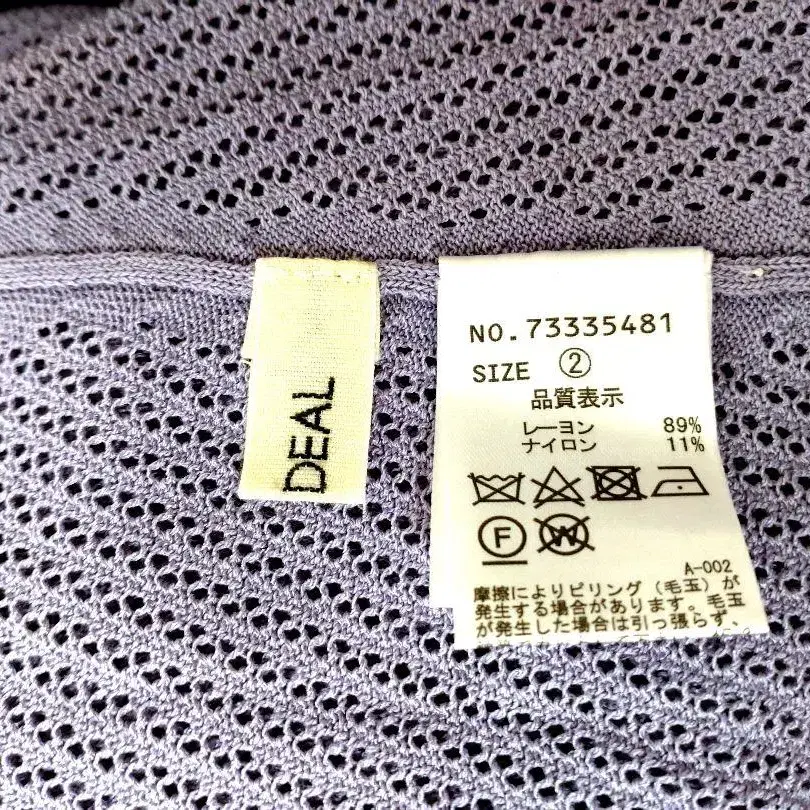 DEAL
NO.73335481
SIZE ②
品質表示
レーヨン 89%
ナイロン 11%
F W
A-002
摩擦によりピリング(毛玉)が
発生する場合があります。毛玉
が発生した場合は引っ張らず、